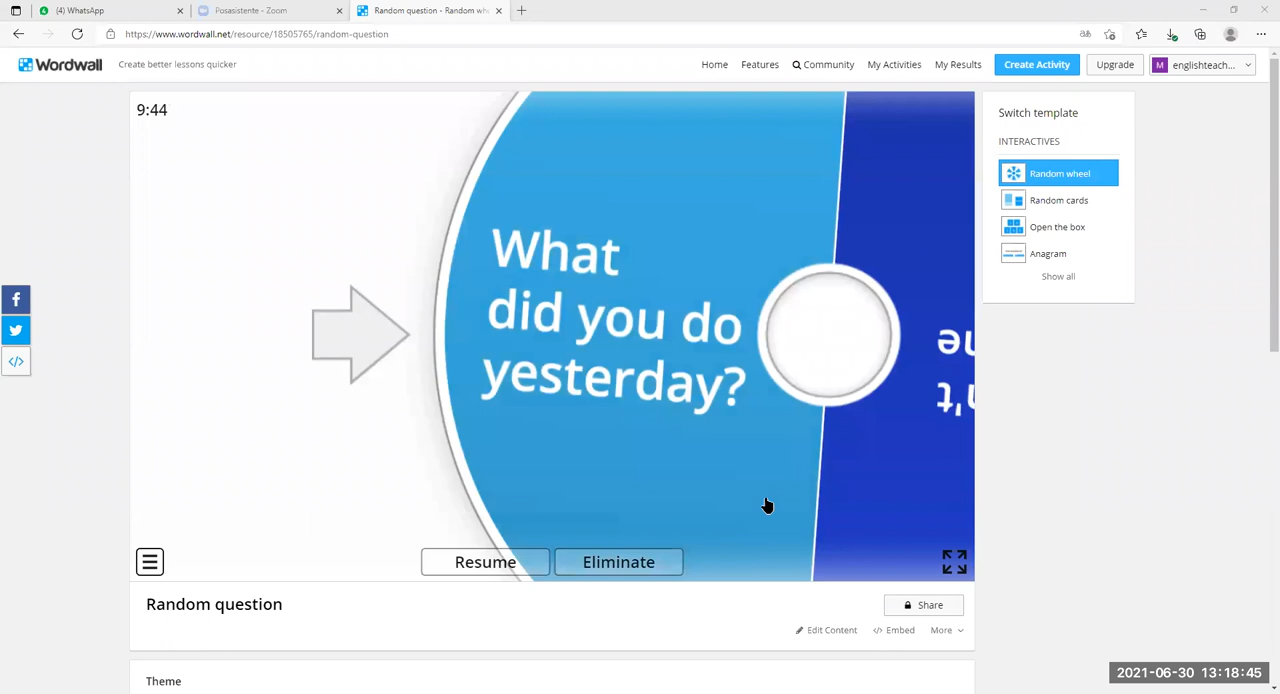 (4) WhatsApp
Posasistente - Zoom
Random question - Random wh
https://www.wordwall.net/resource/18505765/random-question
Wordwall
Create better lessons quicker
Home
Features
Community
My Activities
My Results
Create Activity
Upgrade
M
englishteach...
9:44
What
did you do
yesterday?
Resume
Eliminate
Switch template
INTERACTIVES
Random wheel
Random cards
Open the box
Anagram
Show all
Random question
Share
Edit Content
Embed
More
Theme
2021-06-30 13:18:45